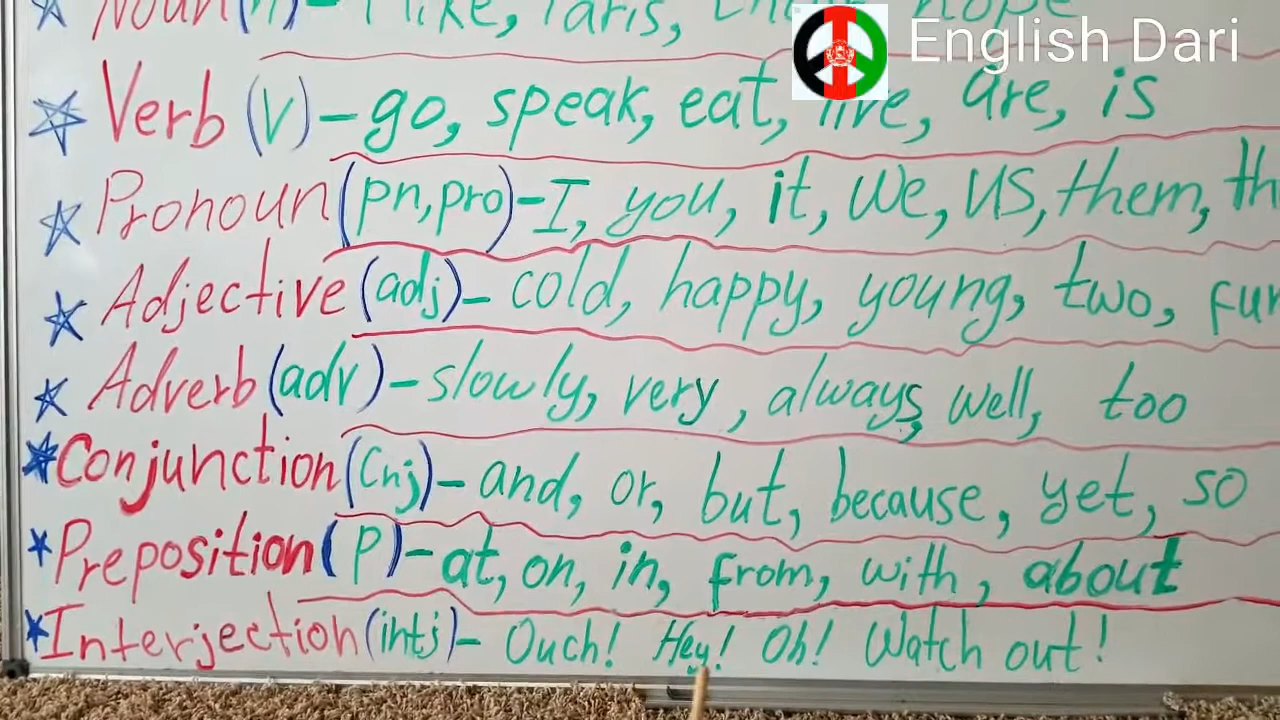 Noun(n)-
English Dari
Verb (V)-go, speak, eat, live, are, is
Pronoun(pn,pro)-I, you, it, We, US, them,
Adjective(adj)- cold, happy, young, two,
Adverb(adv)-slowly, very, always, well, too
Conjunction(Cnj)-and, or, but, because, yet, so
Preposition(P)-at, on, in, from, with, about
Interjection(intj)- Ouch! Hey! Oh! Watch out!